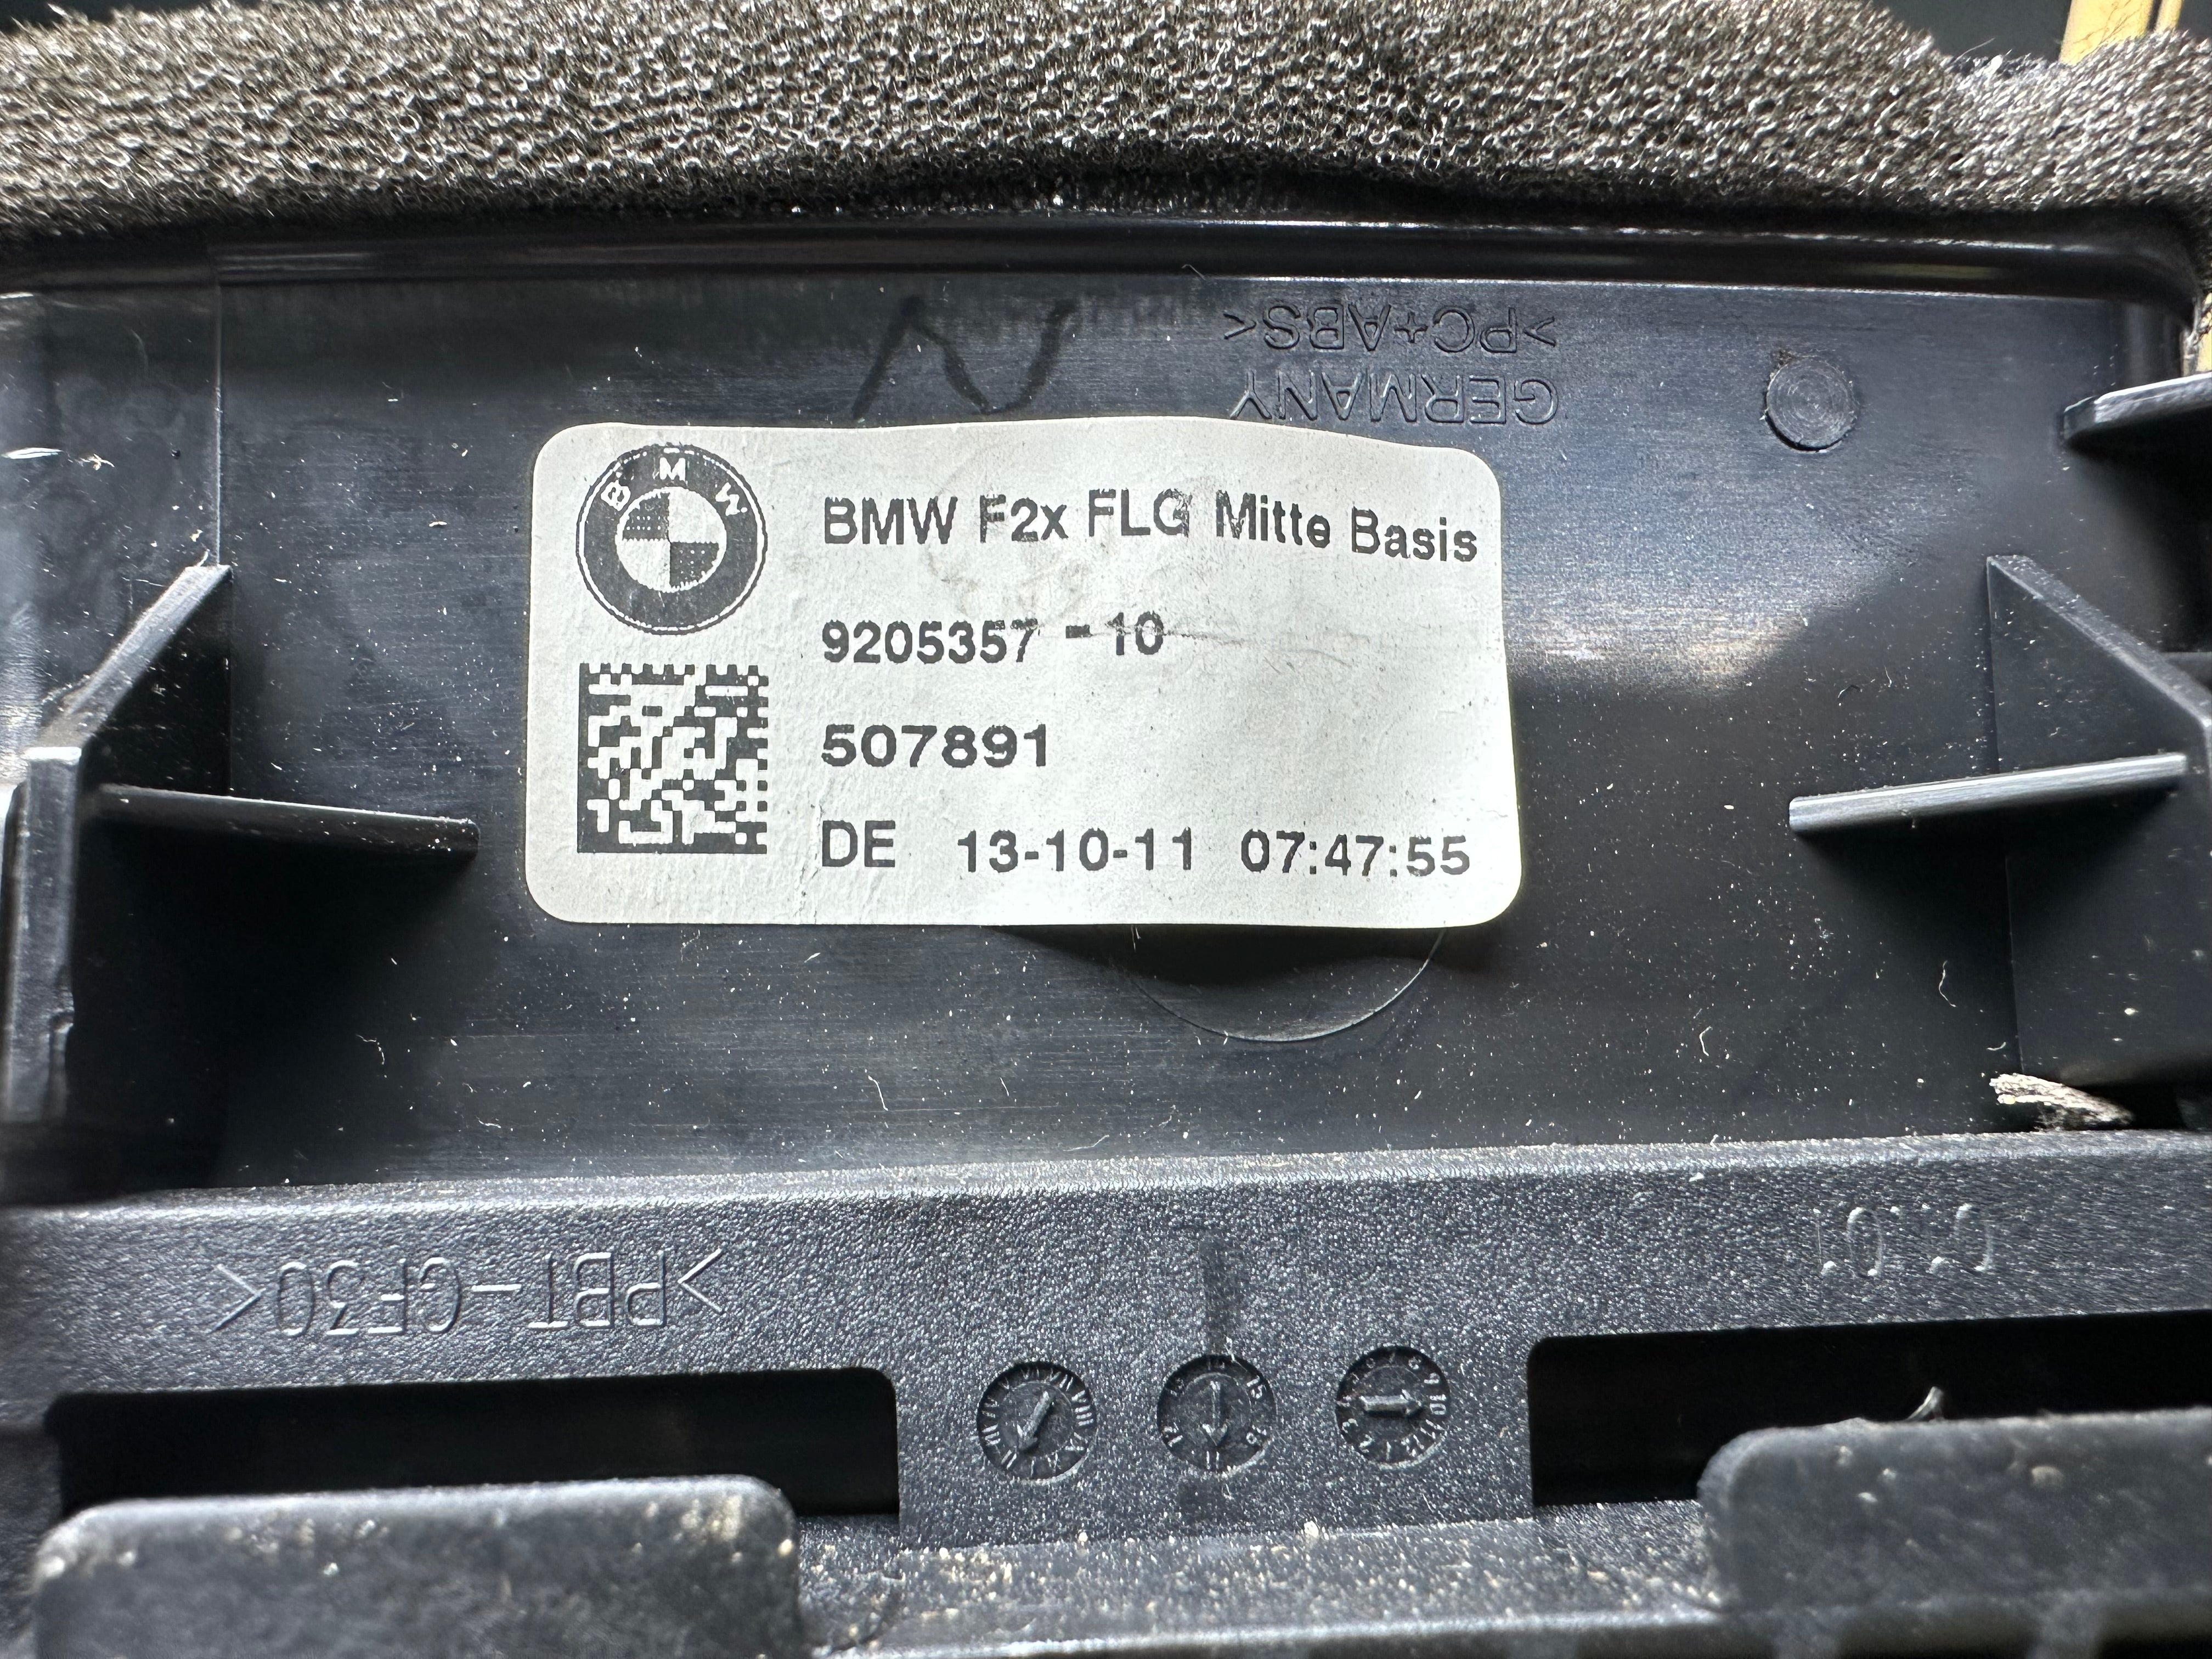 >PC+ABS<
GERMANY
BMW
BMW F2x FLG Mitte Basis
9205357 - 10
507891
DE 13-10-11 07:47:55
>PBT-GF30<